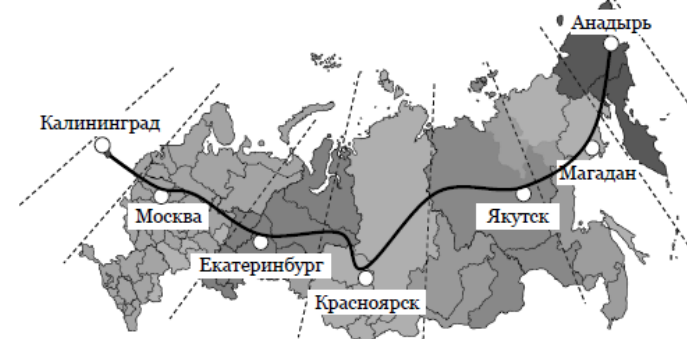 Анадырь
Калининград
Магадан
Москва
Якутск
Екатеринбург
Красноярск